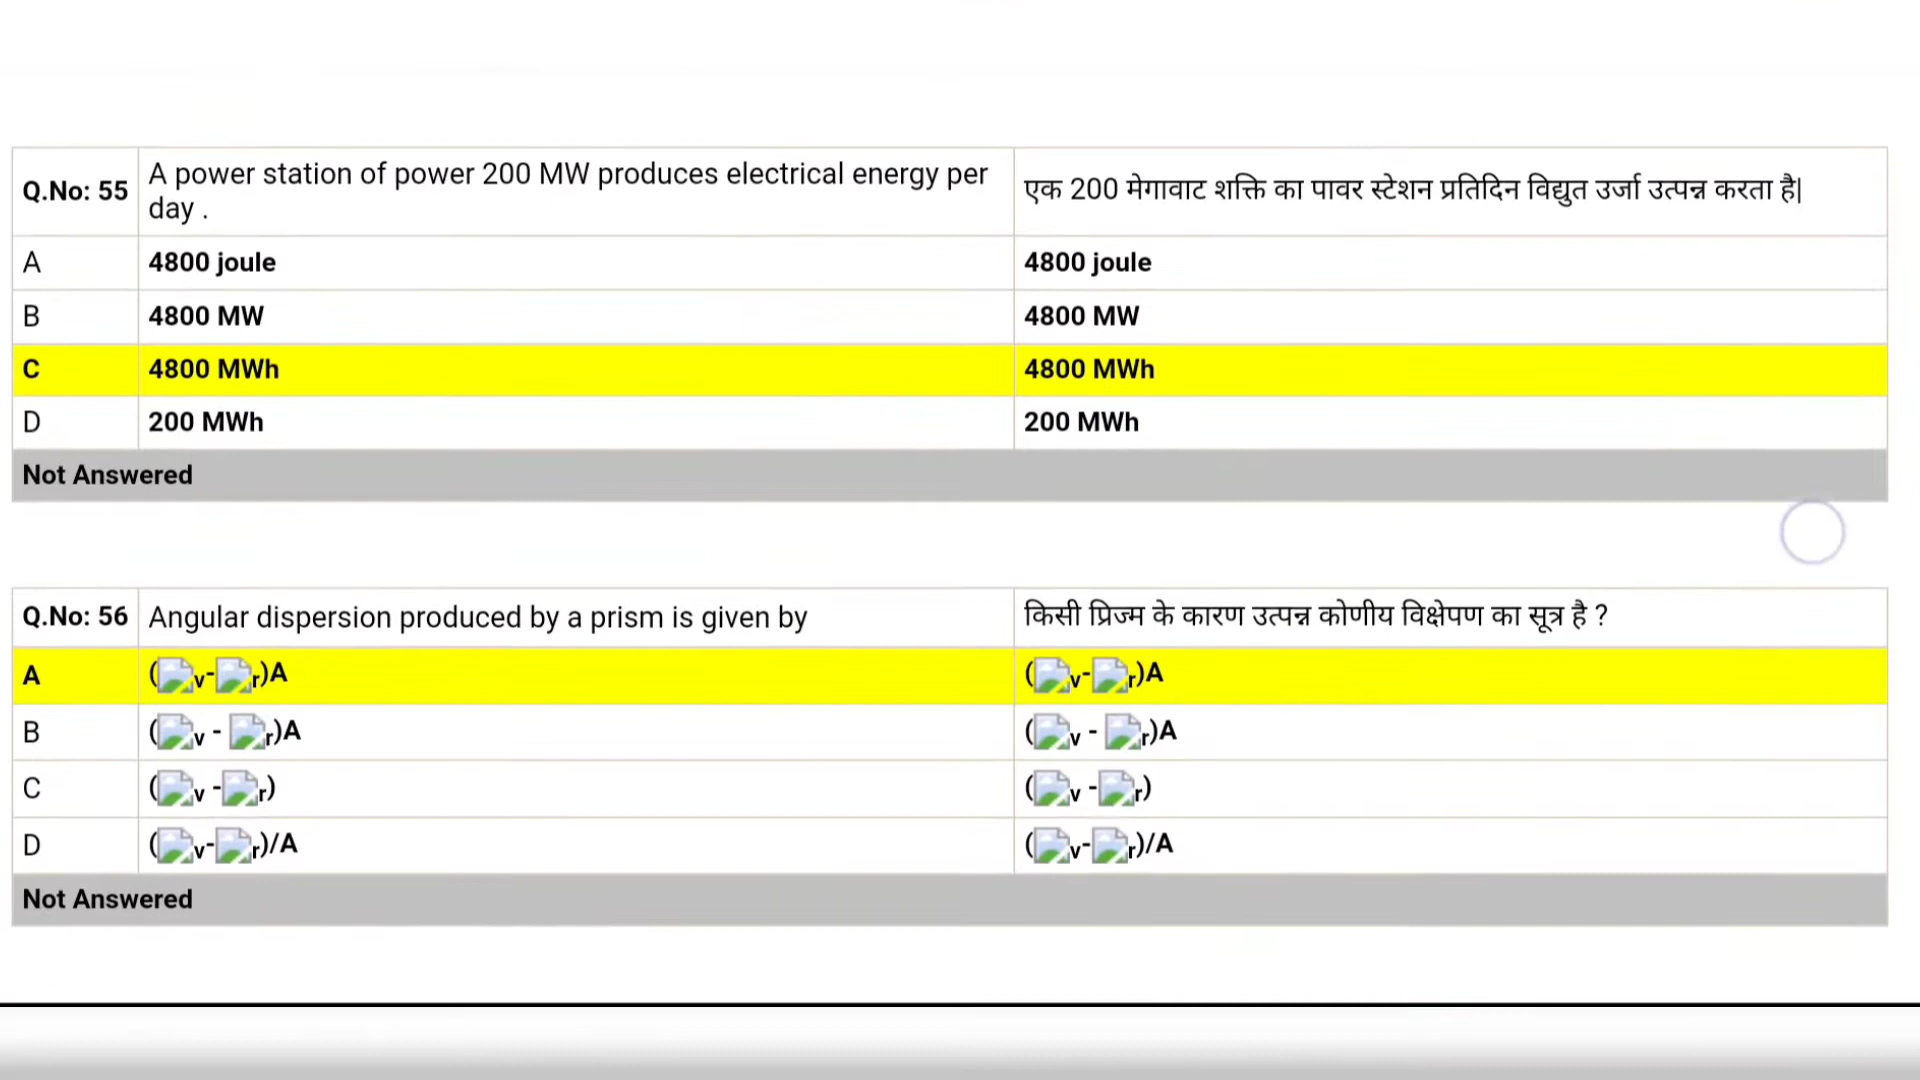 Q.No: 55 A power station of power 200 MW produces electrical energy per day . एक 200 मेगावाट शक्ति का पावर स्टेशन प्रतिदिन विद्युत उर्जा उत्पन्न करता है|
A 4800 joule 4800 joule
B 4800 MW 4800 MW
C 4800 MWh 4800 MWh
D 200 MWh 200 MWh
Not Answered
Q.No: 56 Angular dispersion produced by a prism is given by किसी प्रिज्म के कारण उत्पन्न कोणीय विक्षेपण का सूत्र है ?
A (v-r)A (v-r)A
B (v - r)A (v - r)A
C (v -r) (v -r)
D (v-r)/A (v-r)/A
Not Answered